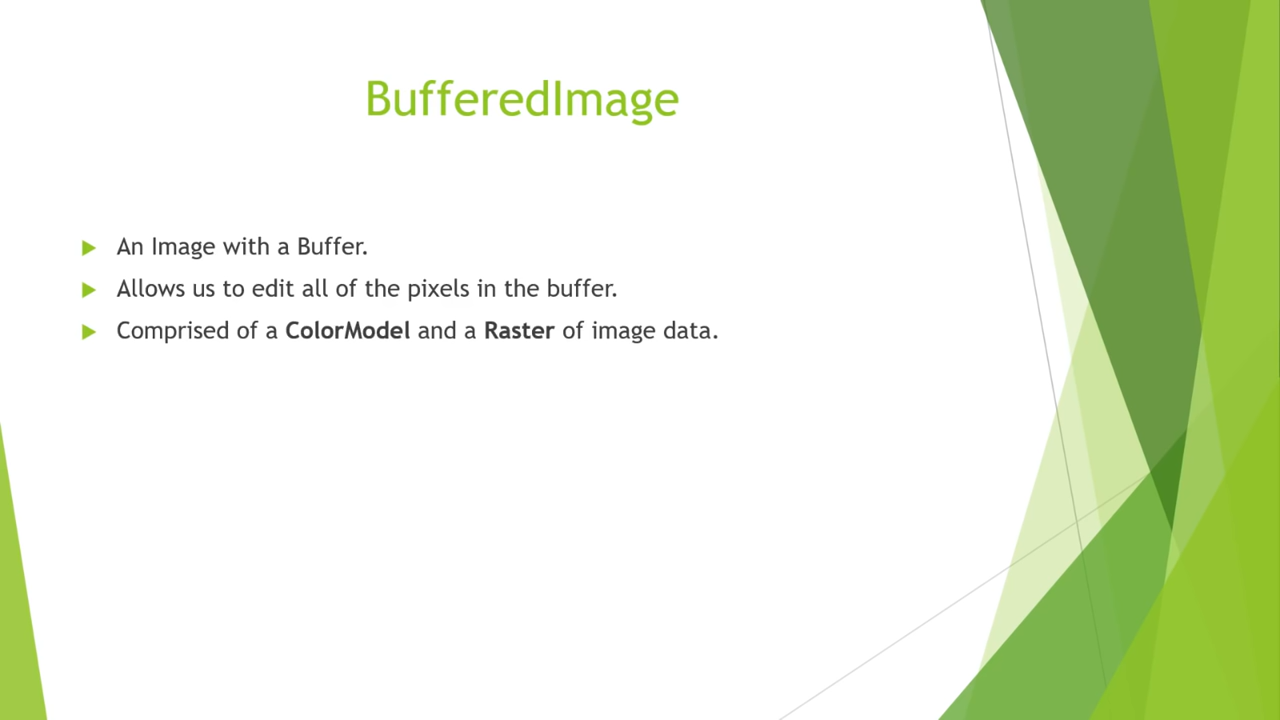 BufferedImage
An Image with a Buffer.
Allows us to edit all of the pixels in the buffer.
Comprised of a ColorModel and a Raster of image data.